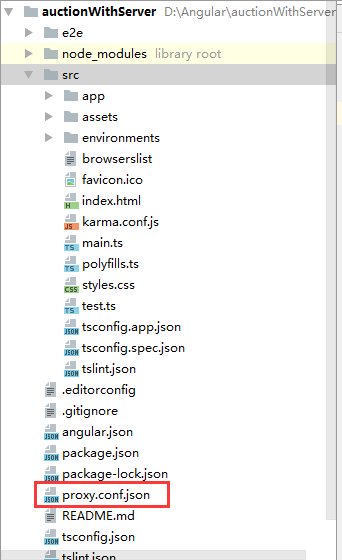 auctionWithServer D:\Angular\auctionWithServer
e2e
node_modules library root
src
app
assets
environments
browserslist
favicon.ico
index.html
karma.conf.js
main.ts
polyfills.ts
styles.css
test.ts
tsconfig.app.json
tsconfig.spec.json
tslint.json
.editorconfig
.gitignore
angular.json
package.json
package-lock.json
proxy.conf.json
README.md
tsconfig.json
tslint.json